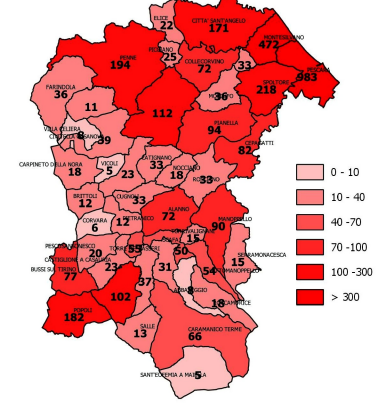 ELICE
22
CITTA' SANT'ANGELO
171
MONTESILVANO
472
PESCARA
983
PENNE
194
PICCIANO
25
COLLECORVINO
72
33
SPOLTORE
218
36
FARINDOLA
36
11
112
PIANELLA
94
VILLA CELIERA
8
39
CEPAGATTI
82
CARPINETO DELLA NORA
18
VICOLI
5
23
CATIGNANO
33
NOCCIANO
18
33
BRITTOLI
12
CUGNOLI
33
ALANNO
72
MANOPPELLO
90
CORVARA
6
PIETRANICO
12
15
SERRAMONACESCA
15
PESCOSANSONESCO
20
55
SCAFA
50
CASTIGLIONE A CASAURIA
23
31
54
BUSSI SUL TIRINO
77
37
ABBATEGGIO
8
102
18
POPOLI
182
SALLE
13
CARAMANICO TERME
66
SANT'EUFEMIA A MAIELLA
5
0 - 10
10 - 40
40 -70
70 -100
100 -300
> 300